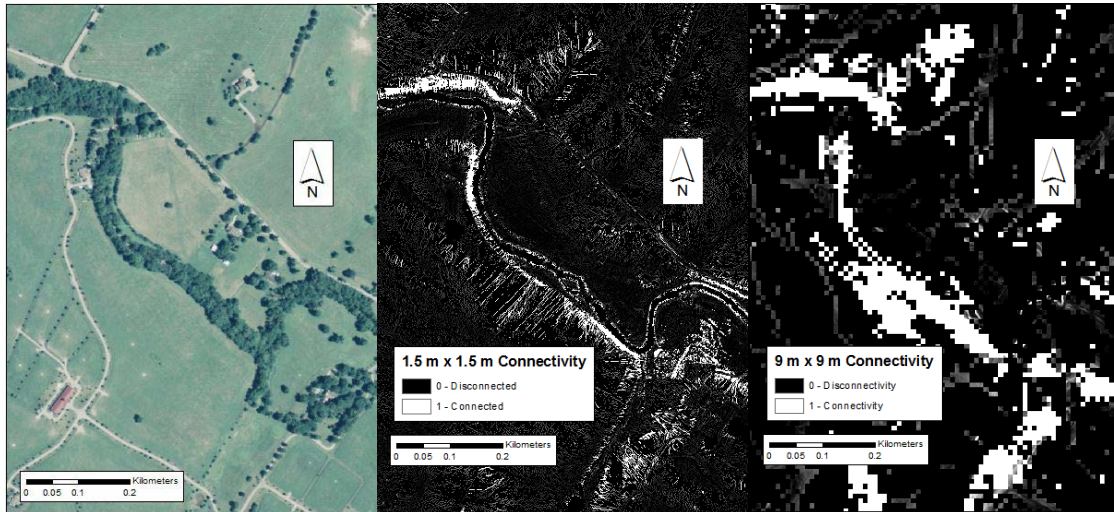 N
Kilometers
0 0.05 0.1 0.2
N
1.5 m x 1.5 m Connectivity
0 - Disconnected
1 - Connected
Kilometers
0 0.05 0.1 0.2
N
9 m x 9 m Connectivity
0 - Disconnectivity
1 - Connectivity
Kilometers
0 0.05 0.1 0.2